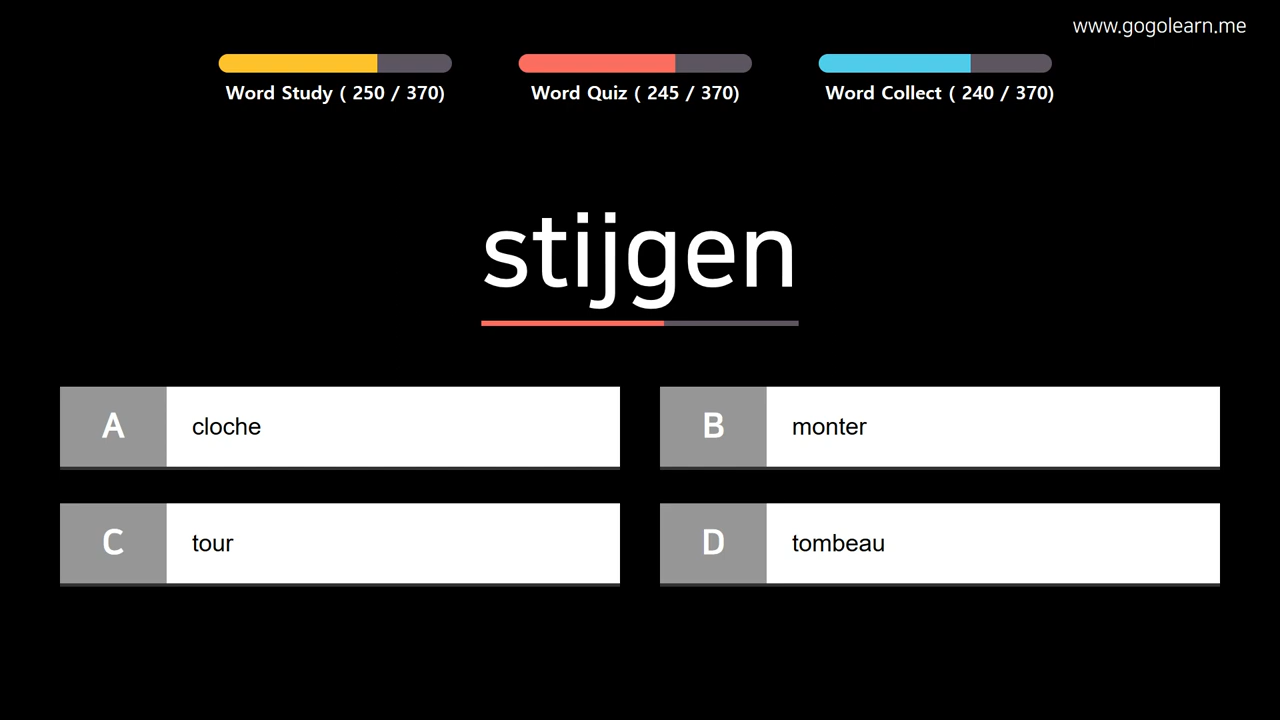 www.gogolearn.me
Word Study ( 250 / 370)
Word Quiz ( 245 / 370)
Word Collect ( 240 / 370)
stijgen
A cloche
B monter
C tour
D tombeau